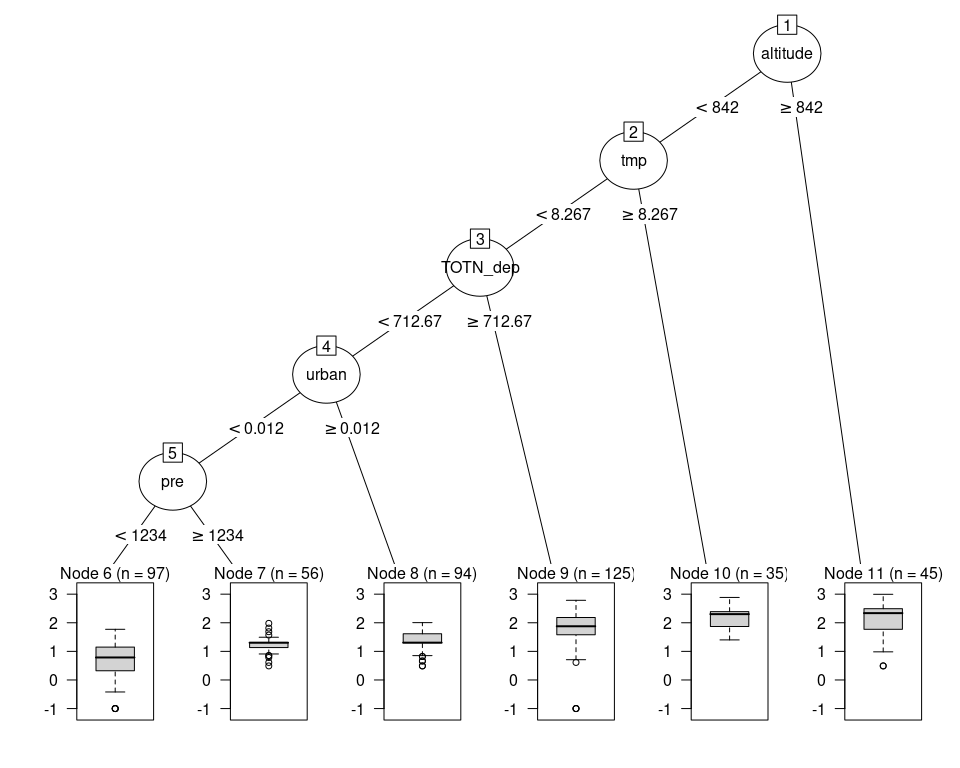 1
altitude
< 842
≥ 842
2
tmp
< 8.267
≥ 8.267
3
TOTN_dep
< 712.67
≥ 712.67
4
urban
< 0.012
≥ 0.012
5
pre
< 1234
≥ 1234
Node 6 (n = 97)
Node 7 (n = 56)
Node 8 (n = 94)
Node 9 (n = 125)
Node 10 (n = 35)
Node 11 (n = 45)
3 3 3 3 3 3
2 2 2 2 2 2
1 1 1 1 1 1
0 0 0 0 0 0
-1 -1 -1 -1 -1 -1